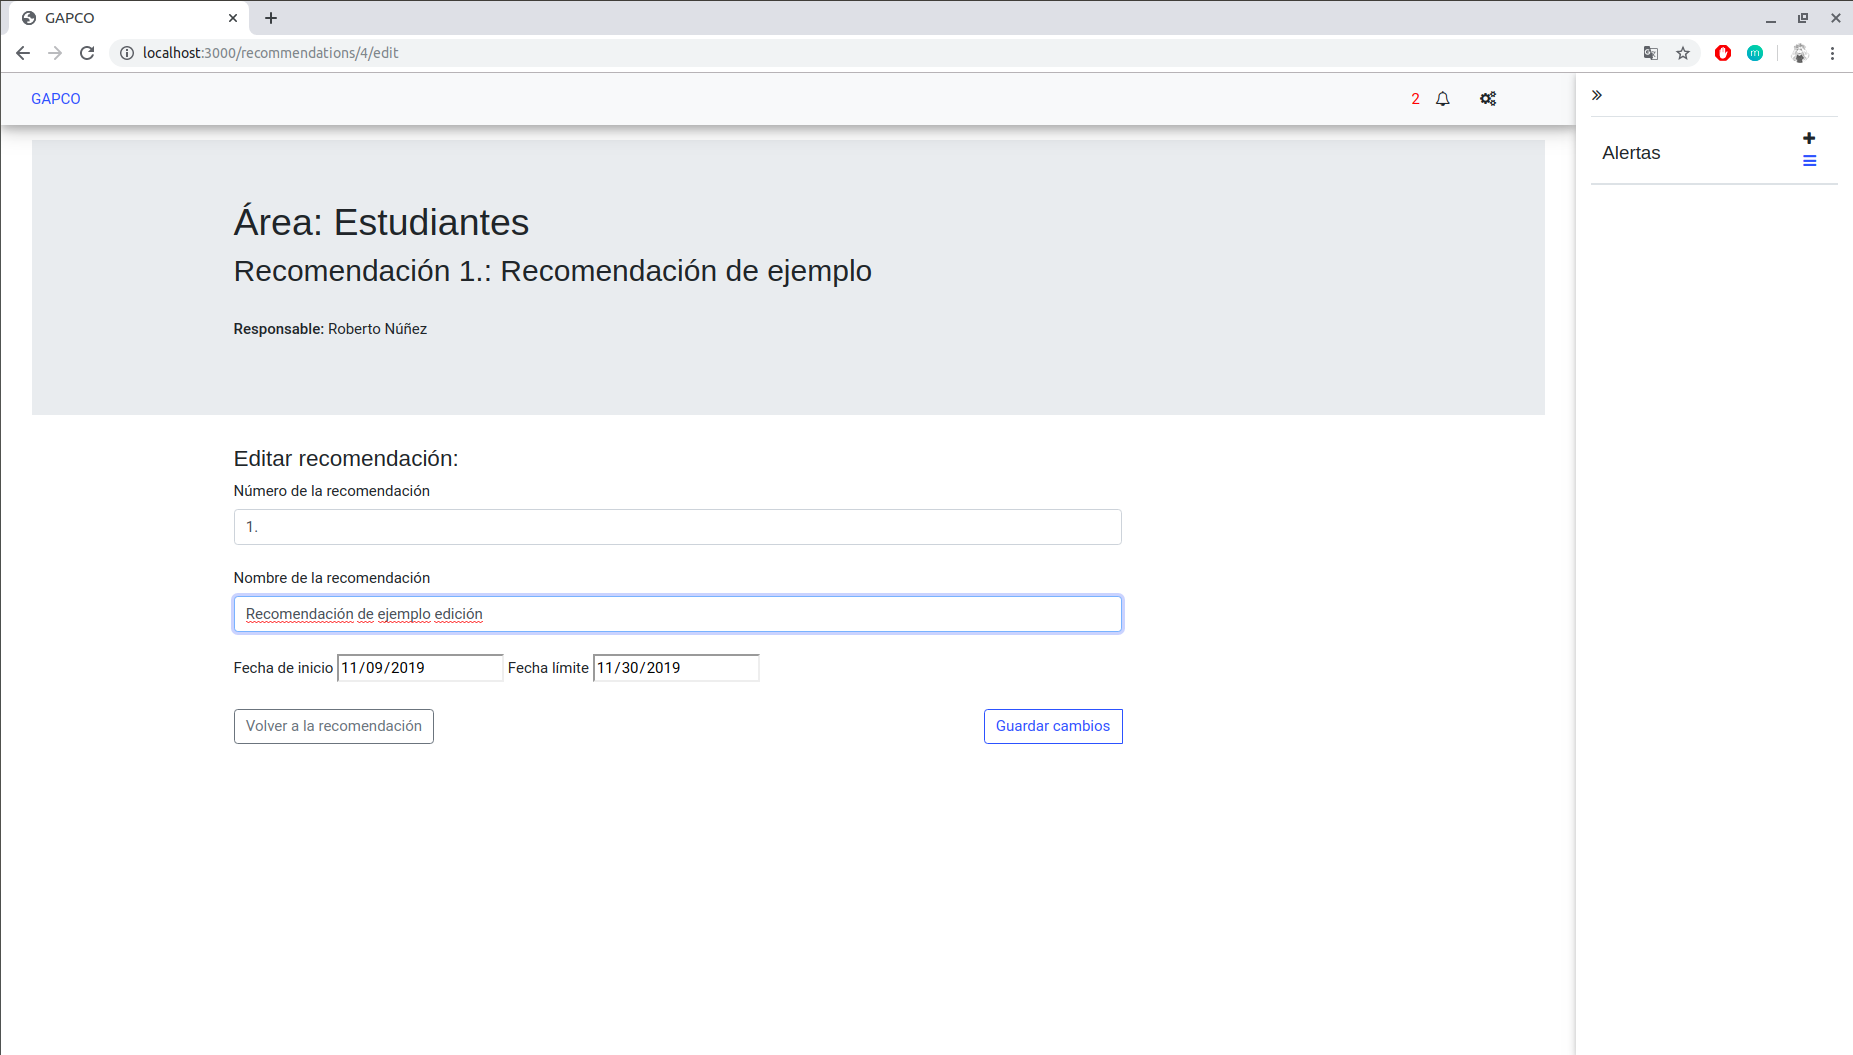 GAPCO
localhost:3000/recommendations/4/edit
m
GAPCO
2
Alertas
Área: Estudiantes
Recomendación 1.: Recomendación de ejemplo
Responsable: Roberto Núñez
Editar recomendación:
Número de la recomendación
1.
Nombre de la recomendación
Recomendación de ejemplo edición
Fecha de inicio 11/09/2019 Fecha límite 11/30/2019
Volver a la recomendación Guardar cambios